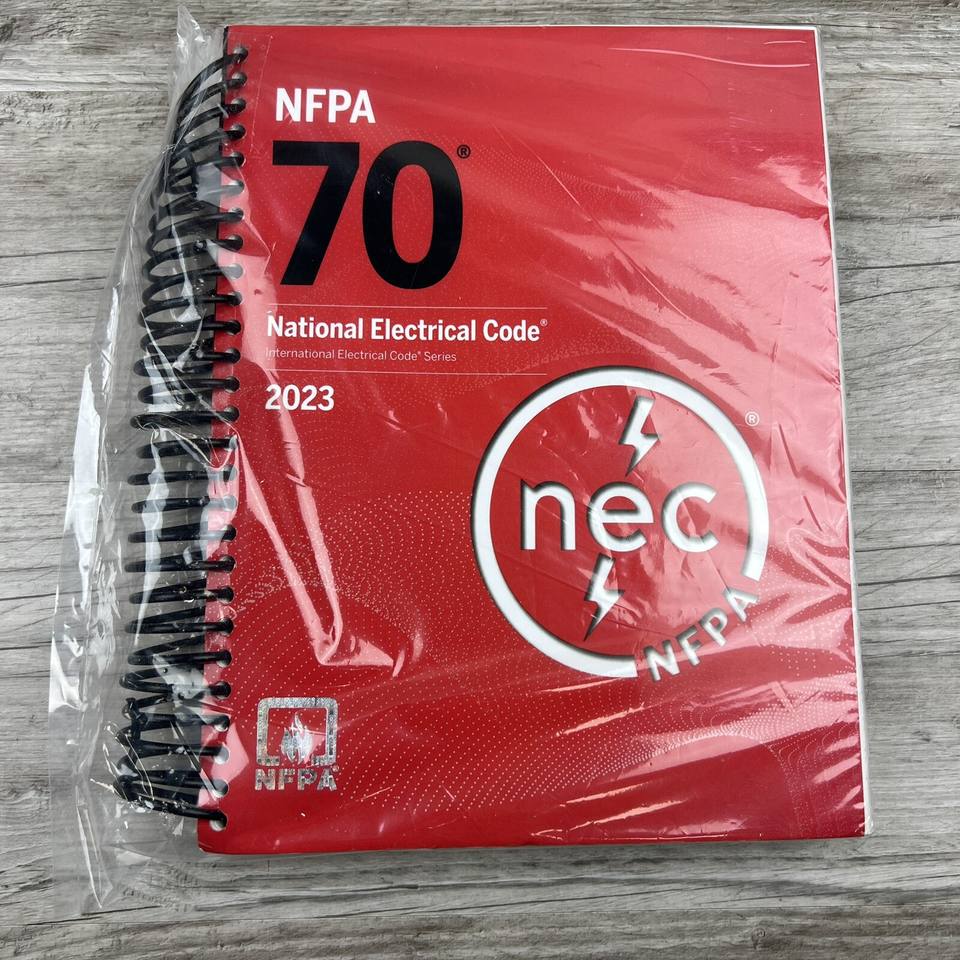 NFPA
70®
National Electrical Code®
International Electrical Code® Series
2023
nec®
NFPA
NFPA®